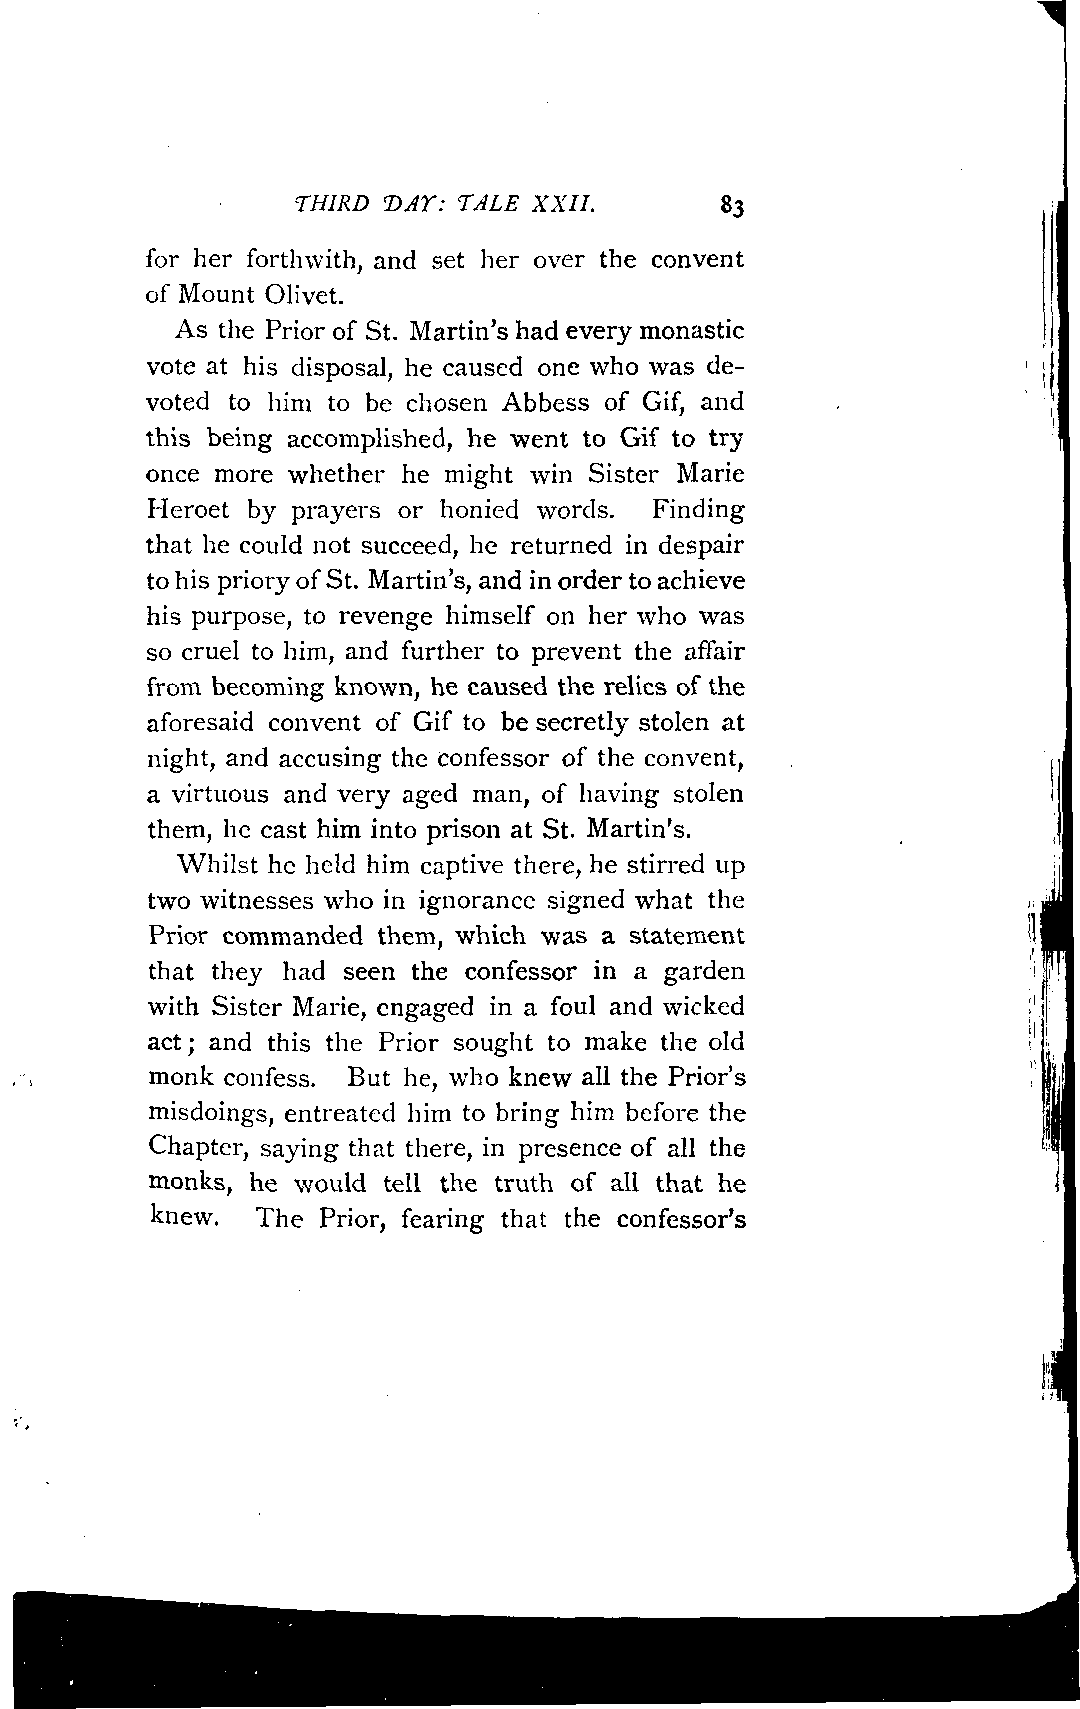 THIRD DAY: TALE XXII. 83
for her forthwith, and set her over the convent
of Mount Olivet.
As the Prior of St. Martin's had every monastic
vote at his disposal, he caused one who was de-
voted to him to be chosen Abbess of Gif, and
this being accomplished, he went to Gif to try
once more whether he might win Sister Marie
Heroet by prayers or honied words. Finding
that he could not succeed, he returned in despair
to his priory of St. Martin's, and in order to achieve
his purpose, to revenge himself on her who was
so cruel to him, and further to prevent the affair
from becoming known, he caused the relics of the
aforesaid convent of Gif to be secretly stolen at
night, and accusing the confessor of the convent,
a virtuous and very aged man, of having stolen
them, he cast him into prison at St. Martin's.
Whilst he held him captive there, he stirred up
two witnesses who in ignorance signed what the
Prior commanded them, which was a statement
that they had seen the confessor in a garden
with Sister Marie, engaged in a foul and wicked
act; and this the Prior sought to make the old
monk confess. But he, who knew all the Prior's
misdoings, entreated him to bring him before the
Chapter, saying that there, in presence of all the
monks, he would tell the truth of all that he
knew. The Prior, fearing that the confessor's